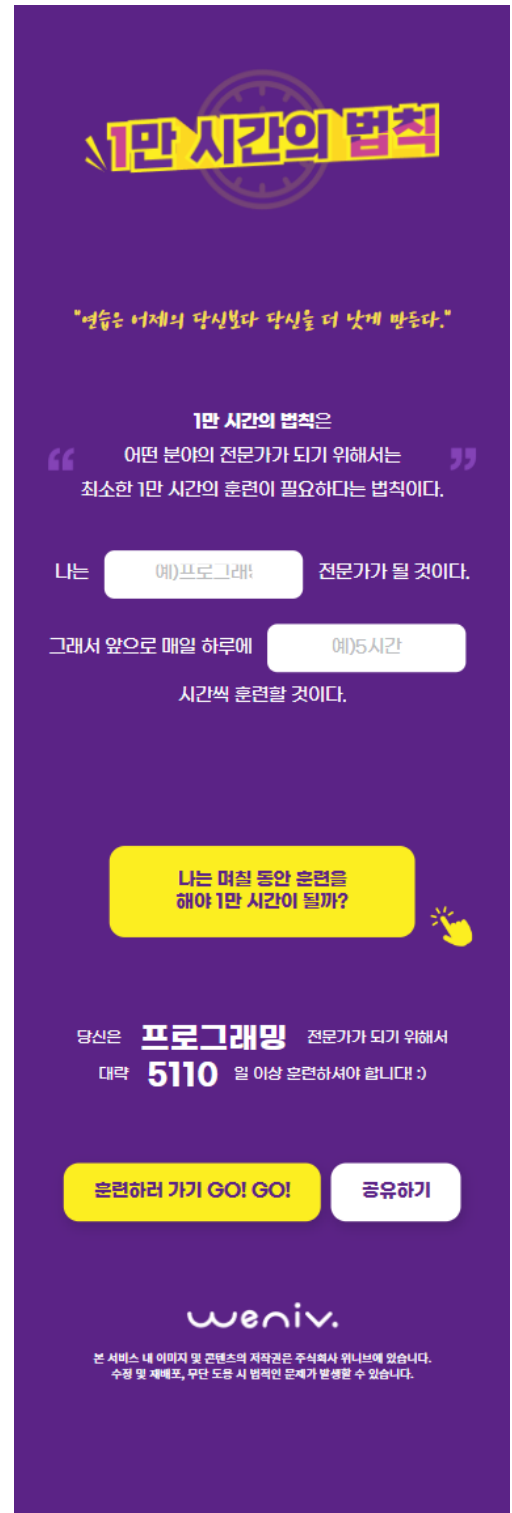 1만 시간의 법칙
"연습은 어제의 당신보다 당신을 더 낫게 만든다."
1만 시간의 법칙은
“ 어떤 분야의 전문가가 되기 위해서는 ”
최소한 1만 시간의 훈련이 필요하다는 법칙이다.
나는 예)프로그래 전문가가 될 것이다.
그래서 앞으로 매일 하루에 예)5시간
시간씩 훈련할 것이다.
나는 며칠 동안 훈련을
해야 1만 시간이 될까?
당신은 프로그래밍 전문가가 되기 위해서
대략 5110 일 이상 훈련하셔야 합니다! :)
훈련하러 가기 GO! GO! 공유하기
weniv.
본 서비스 내 이미지 및 콘텐츠의 저작권은 주식회사 위니브에 있습니다.
수정 및 재배포, 무단 도용 시 법적인 문제가 발생할 수 있습니다.